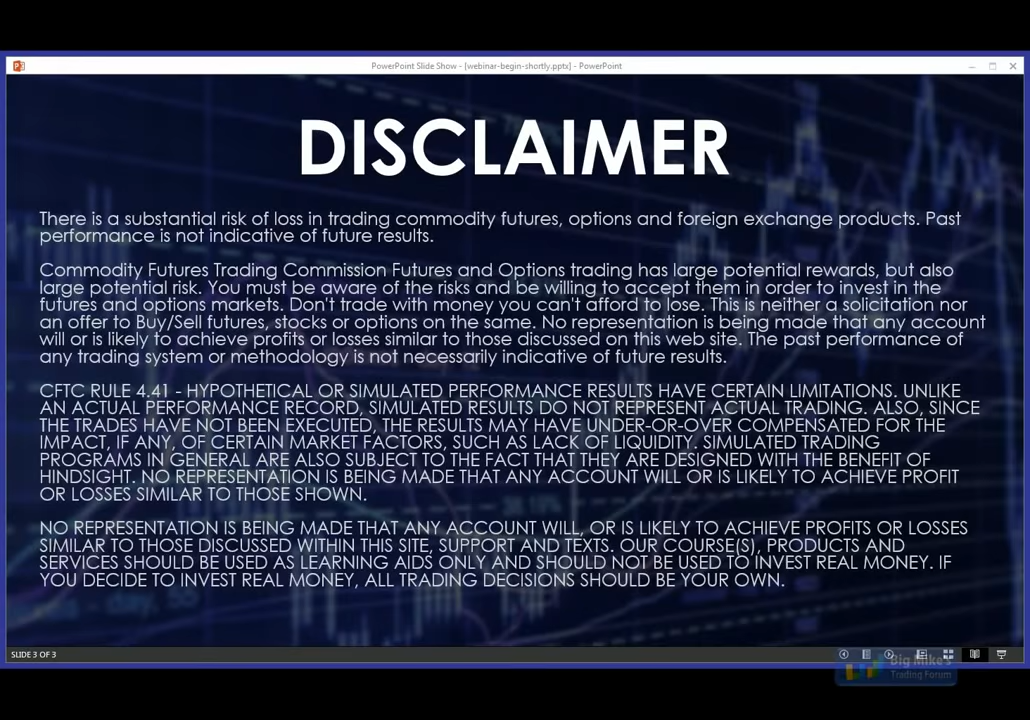 PowerPoint Slide Show - [webinar-begin-shortly.pptx] - PowerPoint
DISCLAIMER
There is a substantial risk of loss in trading commodity futures, options and foreign exchange products. Past
performance is not indicative of future results.
Commodity Futures Trading Commission Futures and Options trading has large potential rewards, but also
large potential risk. You must be aware of the risks and be willing to accept them in order to invest in the
futures and options markets. Don't trade with money you can't afford to lose. This is neither a solicitation nor
an offer to Buy/Sell futures, stocks or options on the same. No representation is being made that any account
will or is likely to achieve profits or losses similar to those discussed on this web site. The past performance of
any trading system or methodology is not necessarily indicative of future results.
CFTC RULE 4.41 - HYPOTHETICAL OR SIMULATED PERFORMANCE RESULTS HAVE CERTAIN LIMITATIONS. UNLIKE
AN ACTUAL PERFORMANCE RECORD, SIMULATED RESULTS DO NOT REPRESENT ACTUAL TRADING. ALSO, SINCE
THE TRADES HAVE NOT BEEN EXECUTED, THE RESULTS MAY HAVE UNDER-OR-OVER COMPENSATED FOR THE
IMPACT, IF ANY, OF CERTAIN MARKET FACTORS, SUCH AS LACK OF LIQUIDITY. SIMULATED TRADING
PROGRAMS IN GENERAL ARE ALSO SUBJECT TO THE FACT THAT THEY ARE DESIGNED WITH THE BENEFIT OF
HINDSIGHT. NO REPRESENTATION IS BEING MADE THAT ANY ACCOUNT WILL OR IS LIKELY TO ACHIEVE PROFIT
OR LOSSES SIMILAR TO THOSE SHOWN.
NO REPRESENTATION IS BEING MADE THAT ANY ACCOUNT WILL, OR IS LIKELY TO ACHIEVE PROFITS OR LOSSES
SIMILAR TO THOSE DISCUSSED WITHIN THIS SITE, SUPPORT AND TEXTS. OUR COURSE(S), PRODUCTS AND
SERVICES SHOULD BE USED AS LEARNING AIDS ONLY AND SHOULD NOT BE USED TO INVEST REAL MONEY. IF
YOU DECIDE TO INVEST REAL MONEY, ALL TRADING DECISIONS SHOULD BE YOUR OWN.
SLIDE 3 OF 3
Big Mike's
Trading Forum